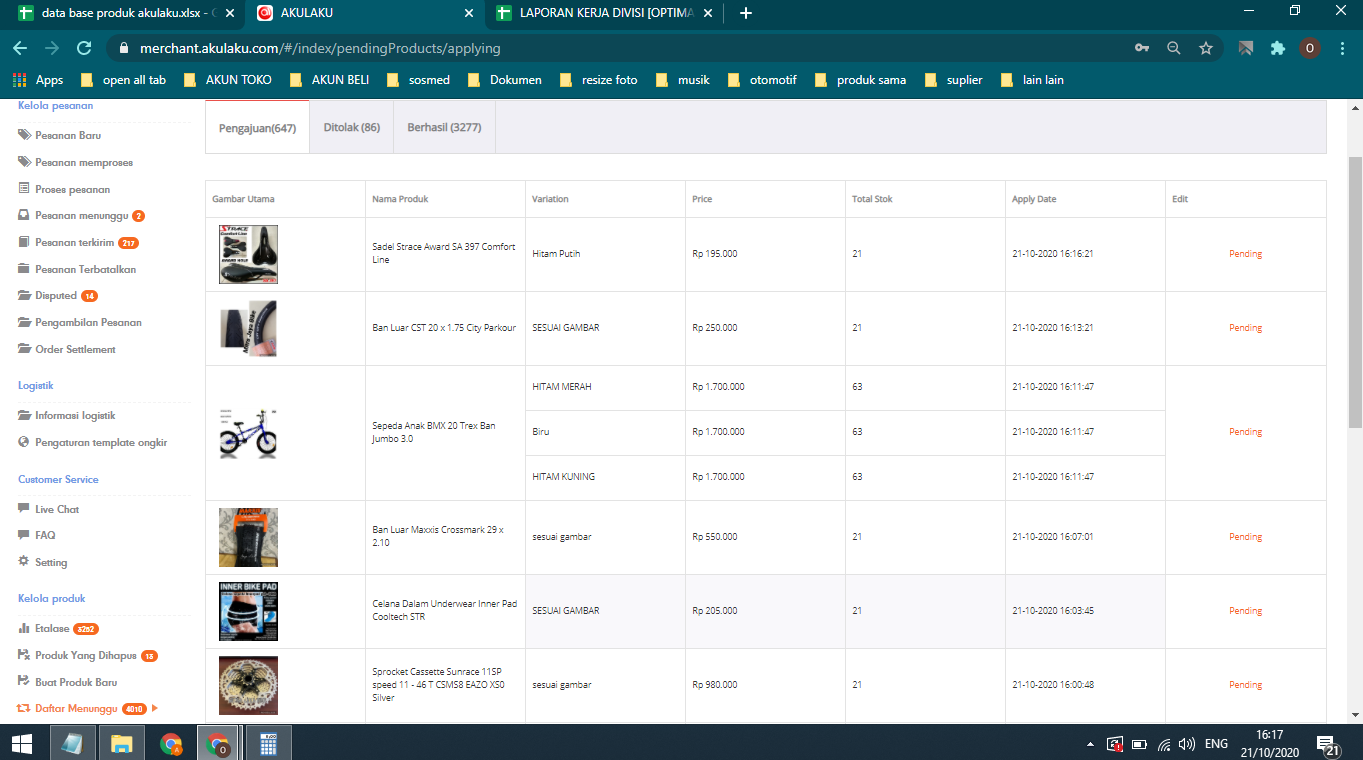 data base produk akulaku.xlsx - G
AKULAKU
LAPORAN KERJA DIVISI [OPTIMA
merchant.akulaku.com/#/index/pendingProducts/applying
O
Apps
open all tab
AKUN TOKO
AKUN BELI
sosmed
Dokumen
resize foto
musik
otomotif
produk sama
suplier
lain lain
Kelola pesanan
Pesanan Baru
Pesanan memproses
Proses pesanan
Pesanan menunggu 2
Pesanan terkirim 217
Pesanan Terbatalkan
Disputed 14
Pengambilan Pesanan
Order Settlement
Logistik
Informasi logistik
Pengaturan template ongkir
Customer Service
Live Chat
FAQ
Setting
Kelola produk
Etalase 3262
Produk Yang Dihapus 18
Buat Produk Baru
Daftar Menunggu 4010
Pengajuan(647)
Ditolak (86)
Berhasil (3277)
Gambar Utama
Nama Produk
Variation
Price
Total Stok
Apply Date
Edit
STRACE
Comfort Line
Sadel Strace Award SA 397 Comfort
Line
Hitam Putih
Rp 195.000
21
21-10-2020 16:16:21
Pending
Ban Luar CST 20 x 1.75 City Parkour
SESUAI GAMBAR
Rp 250.000
21
21-10-2020 16:13:21
Pending
Sepeda Anak BMX 20 Trex Ban
Jumbo 3.0
HITAM MERAH
Rp 1.700.000
63
21-10-2020 16:11:47
Biru
Rp 1.700.000
63
21-10-2020 16:11:47
Pending
HITAM KUNING
Rp 1.700.000
63
21-10-2020 16:11:47
Ban Luar Maxxis Crossmark 29 x
2.10
sesuai gambar
Rp 550.000
21
21-10-2020 16:07:01
Pending
INNER BIKE PAD
Celana Dalam Underwear Inner Pad
Cooltech STR
SESUAI GAMBAR
Rp 205.000
21
21-10-2020 16:03:45
Pending
Sprocket Cassette Sunrace 11SP
speed 11 - 46 T CSMS8 EAZO X50
Silver
sesuai gambar
Rp 980.000
21
21-10-2020 16:00:48
Pending
ENG
16:17
21/10/2020
21